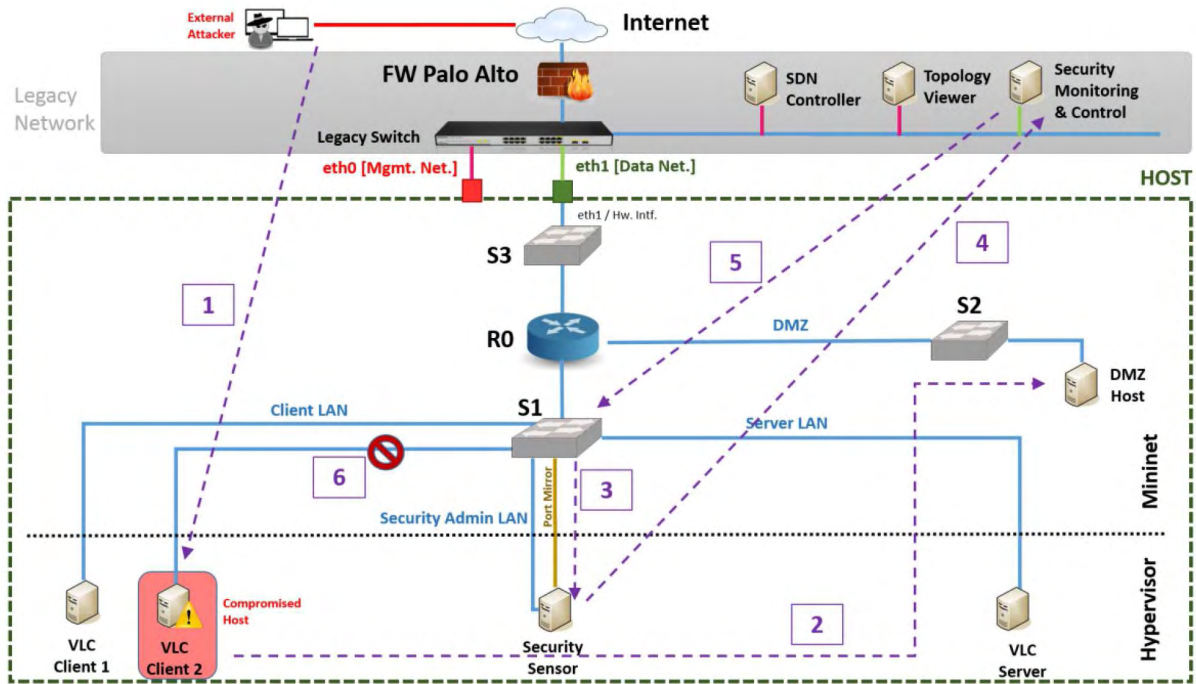 External
Attacker
Internet
FW Palo Alto
Legacy
Network
SDN
Controller
Topology
Viewer
Security
Monitoring
& Control
Legacy Switch
eth0 [Mgmt. Net.]
eth1 [Data Net.]
HOST
eth1 / Hw. Intf.
S3
5
4
1
R0
DMZ
S2
DMZ
Host
Client LAN
S1
Server LAN
6
3
Port Mirror
Security Admin LAN
Mininet
Compromised
Host
VLC
Client 1
VLC
Client 2
Security
Sensor
2
VLC
Server
Hypervisor